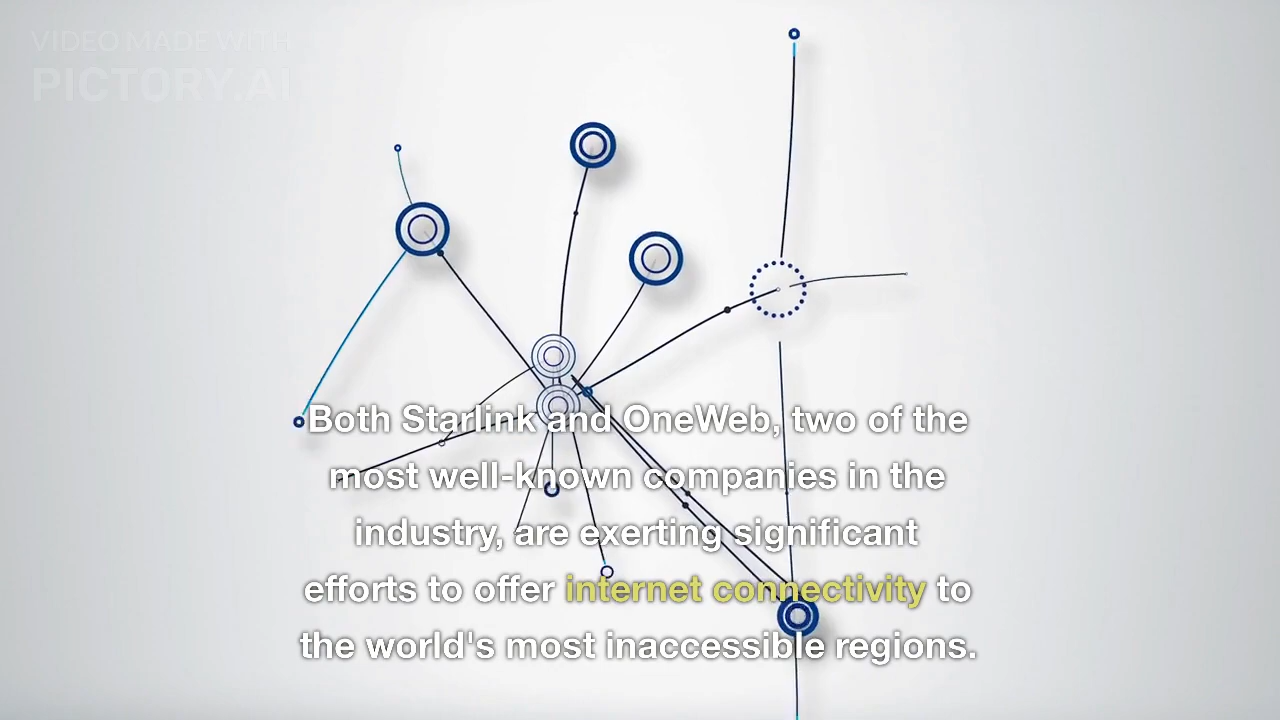 VIDEO MADE WITH
PICTORY.AI
Both Starlink and OneWeb, two of the
most well-known companies in the
industry, are exerting significant
efforts to offer internet connectivity to
the world's most inaccessible regions.